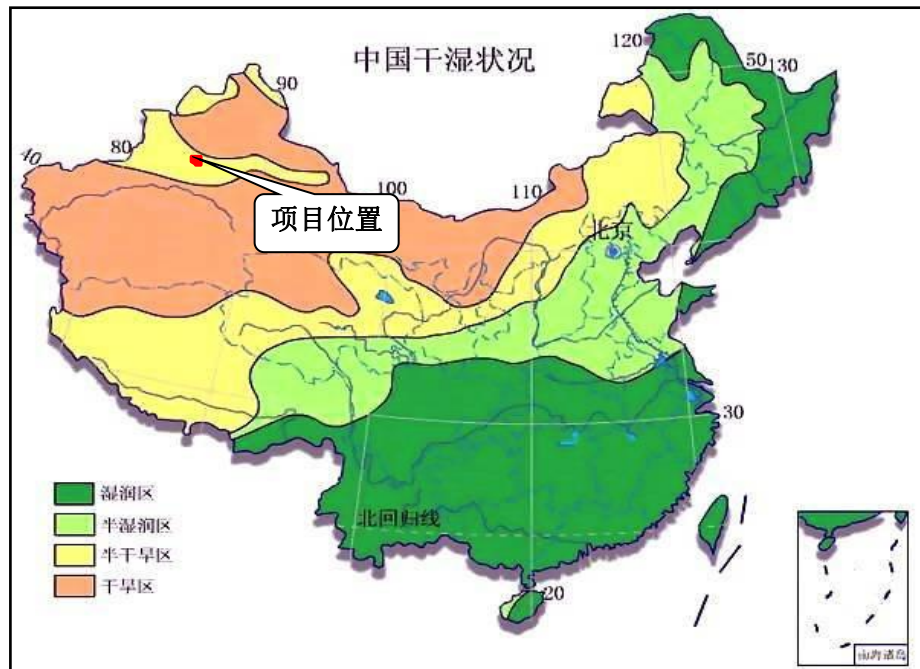 中国干湿状况
120
50
130
90
80
40
100
110
项目位置
北京
30
湿润区
半湿润区
半干旱区
干旱区
北回归线
20
南海诸岛